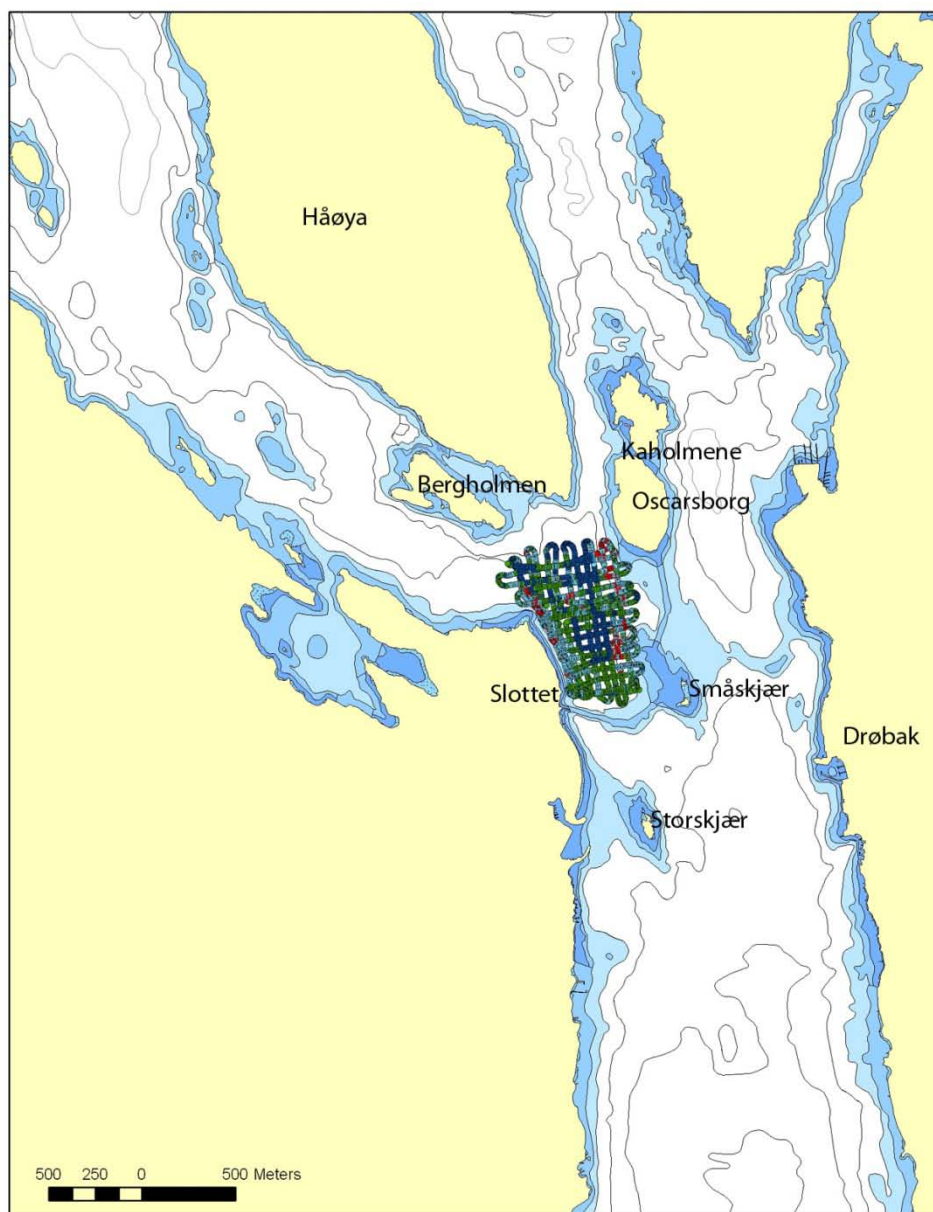 Håøya
Kaholmene
Bergholmen
Oscarsborg
Slottet
Småskjær
Drøbak
Storskjær
500 250 0 500 Meters